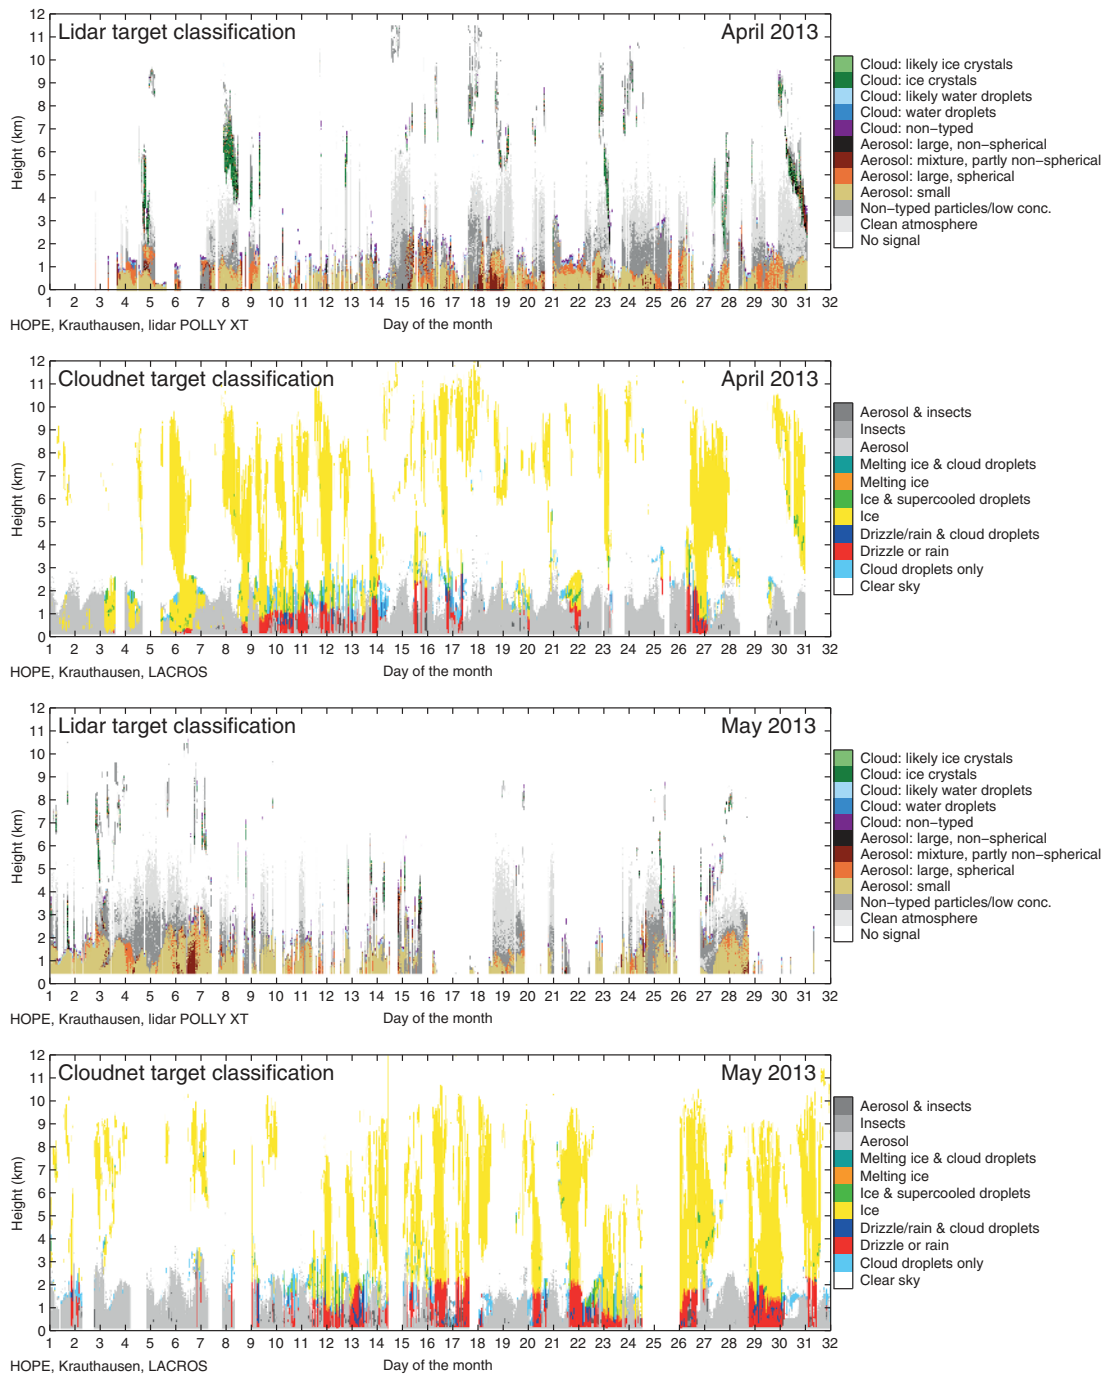 Lidar target classification April 2013
12
11
10
9
8
7
6
5
4
3
2
1
0
Height (km)
1 2 3 4 5 6 7 8 9 10 11 12 13 14 15 16 17 18 19 20 21 22 23 24 25 26 27 28 29 30 31 32
HOPE, Krauthausen, lidar POLLY XT Day of the month
Cloud: likely ice crystals
Cloud: ice crystals
Cloud: likely water droplets
Cloud: water droplets
Cloud: non−typed
Aerosol: large, non−spherical
Aerosol: mixture, partly non−spherical
Aerosol: large, spherical
Aerosol: small
Non−typed particles/low conc.
Clean atmosphere
No signal
Cloudnet target classification April 2013
12
11
10
9
8
7
6
5
4
3
2
1
0
Height (km)
1 2 3 4 5 6 7 8 9 10 11 12 13 14 15 16 17 18 19 20 21 22 23 24 25 26 27 28 29 30 31 32
Day of the month
HOPE, Krauthausen, LACROS
Aerosol & insects
Insects
Aerosol
Melting ice & cloud droplets
Melting ice
Ice & supercooled droplets
Ice
Drizzle/rain & cloud droplets
Drizzle or rain
Cloud droplets only
Clear sky
Lidar target classification May 2013
12
11
10
9
8
7
6
5
4
3
2
1
0
Height (km)
1 2 3 4 5 6 7 8 9 10 11 12 13 14 15 16 17 18 19 20 21 22 23 24 25 26 27 28 29 30 31 32
HOPE, Krauthausen, lidar POLLY XT Day of the month
Cloud: likely ice crystals
Cloud: ice crystals
Cloud: likely water droplets
Cloud: water droplets
Cloud: non−typed
Aerosol: large, non−spherical
Aerosol: mixture, partly non−spherical
Aerosol: large, spherical
Aerosol: small
Non−typed particles/low conc.
Clean atmosphere
No signal
Cloudnet target classification May 2013
12
11
10
9
8
7
6
5
4
3
2
1
0
Height (km)
1 2 3 4 5 6 7 8 9 10 11 12 13 14 15 16 17 18 19 20 21 22 23 24 25 26 27 28 29 30 31 32
Day of the month
HOPE, Krauthausen, LACROS
Aerosol & insects
Insects
Aerosol
Melting ice & cloud droplets
Melting ice
Ice & supercooled droplets
Ice
Drizzle/rain & cloud droplets
Drizzle or rain
Cloud droplets only
Clear sky